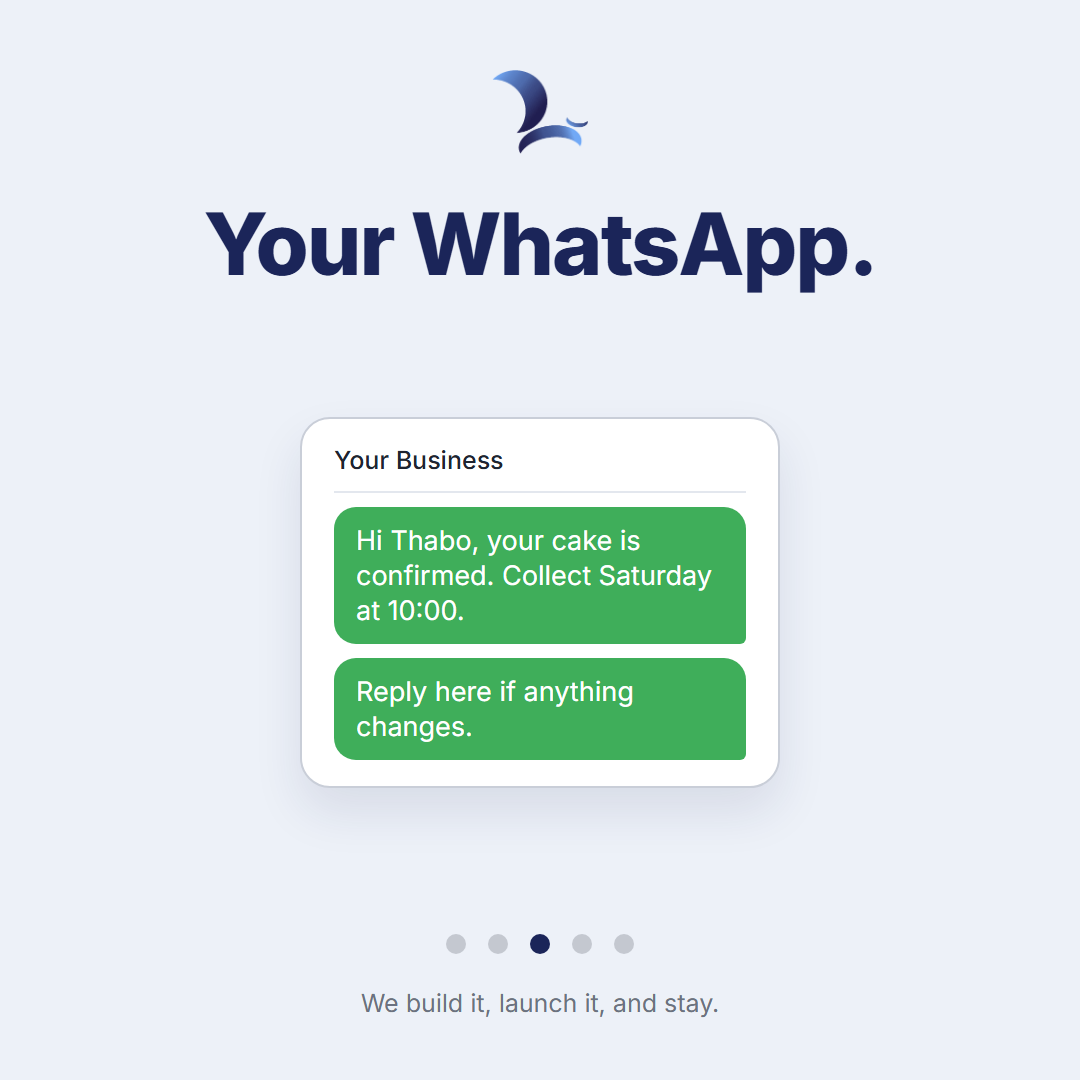 Your WhatsApp.
Your Business
Hi Thabo, your cake is
confirmed. Collect Saturday
at 10:00.
Reply here if anything
changes.
We build it, launch it, and stay.